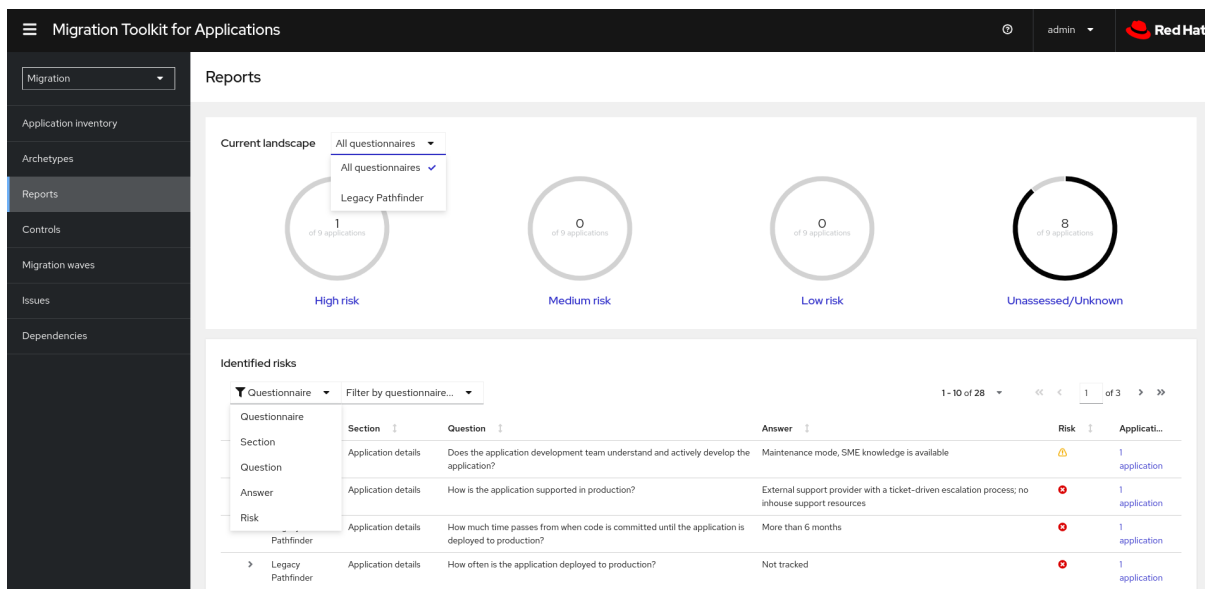 Migration Toolkit for Applications
admin
Red Hat
Migration
Application inventory
Archetypes
Reports
Controls
Migration waves
Issues
Dependencies
Reports
Current landscape
All questionnaires
All questionnaires
Legacy Pathfinder
1
of 9 applications
High risk
0
of 9 applications
Medium risk
0
of 9 applications
Low risk
8
of 9 applications
Unassessed/Unknown
Identified risks
Questionnaire
Filter by questionnaire...
1 - 10 of 28
1 of 3
Questionnaire
Section
Question
Answer
Risk
Section
Question
Answer
Risk
Applicati...
Application details
Does the application development team understand and actively develop the
application?
Maintenance mode, SME knowledge is available
1
application
Application details
How is the application supported in production?
External support provider with a ticket-driven escalation process; no
inhouse support resources
1
application
Pathfinder
Application details
How much time passes from when code is committed until the application is
deployed to production?
More than 6 months
1
application
Legacy
Pathfinder
Application details
How often is the application deployed to production?
Not tracked
1
application